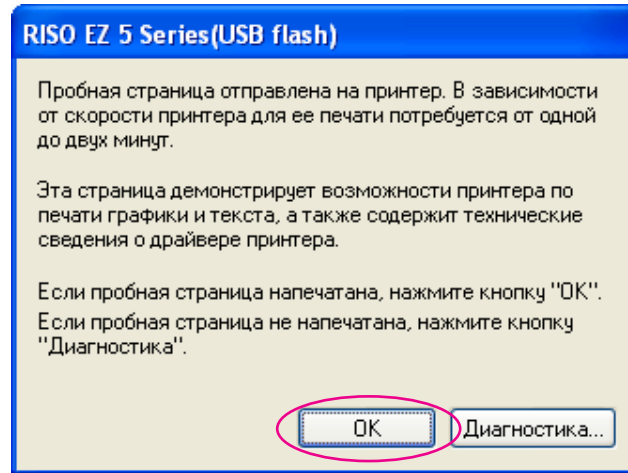 RISO EZ 5 Series(USB flash)
Пробная страница отправлена на принтер. В зависимости
от скорости принтера для ее печати потребуется от одной
до двух минут.
Эта страница демонстрирует возможности принтера по
печати графики и текста, а также содержит технические
сведения о драйвере принтера.
Если пробная страница напечатана, нажмите кнопку "ОК".
Если пробная страница не напечатана, нажмите кнопку
"Диагностика".
ОК
Диагностика...